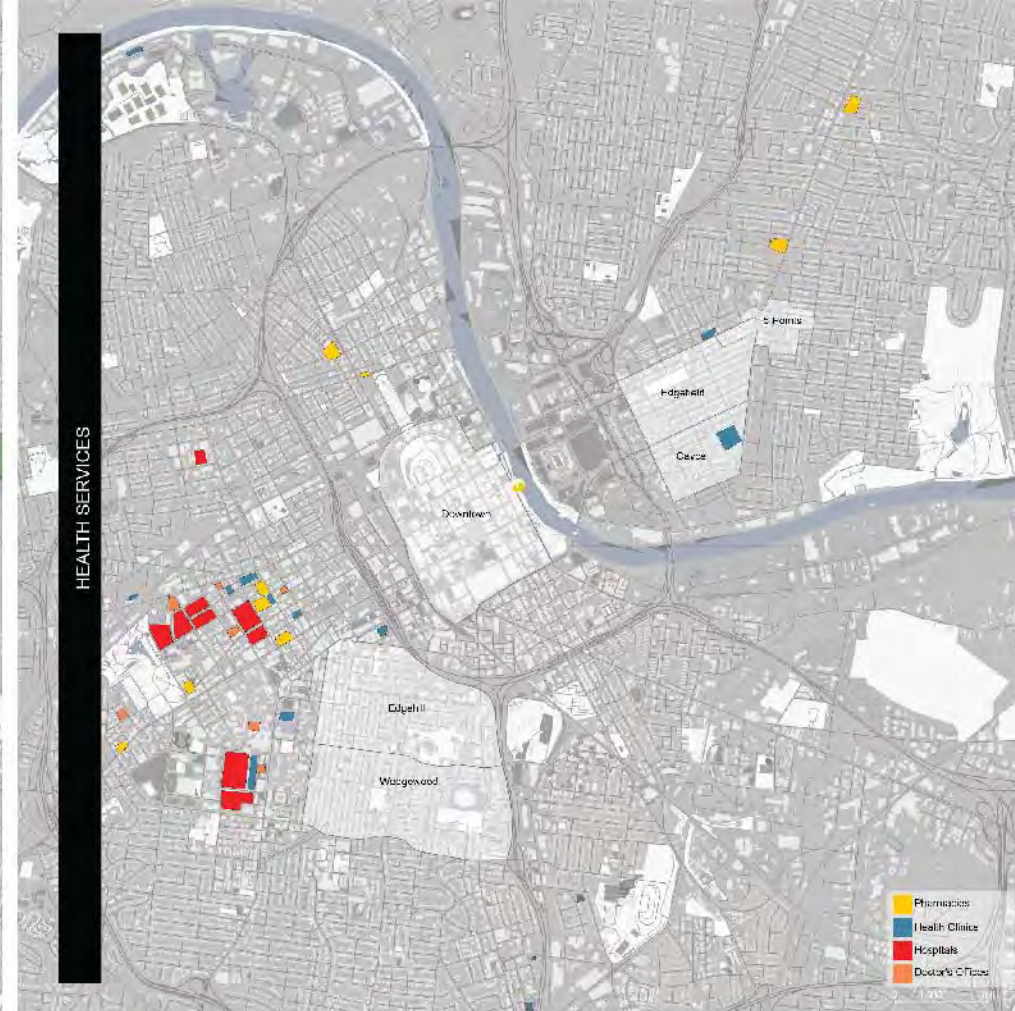 HEALTH SERVICES
5 Points
Edgefield
Cayce
Downtown
Edgehill
Wedgewood
Pharmacies
Health Clinics
Hospitals
Doctor's Offices